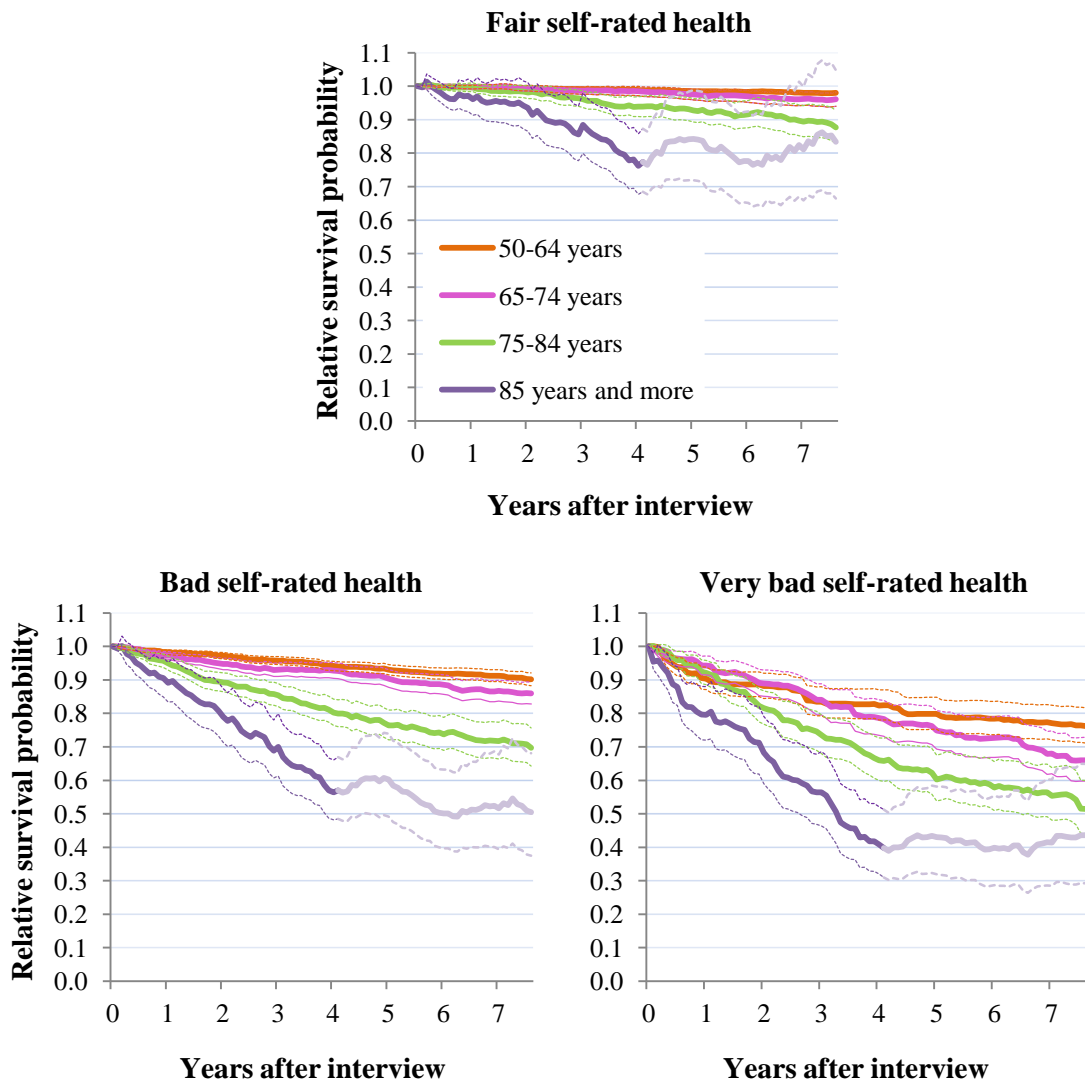 Fair self-rated health
Relative survival probability
1.1
1.0
0.9
0.8
0.7
0.6
0.5
0.4
0.3
0.2
0.1
0.0
50-64 years
65-74 years
75-84 years
85 years and more
0 1 2 3 4 5 6 7
Years after interview
Bad self-rated health
Relative survival probability
1.1
1.0
0.9
0.8
0.7
0.6
0.5
0.4
0.3
0.2
0.1
0.0
0 1 2 3 4 5 6 7
Years after interview
Very bad self-rated health
1.1
1.0
0.9
0.8
0.7
0.6
0.5
0.4
0.3
0.2
0.1
0.0
0 1 2 3 4 5 6 7
Years after interview